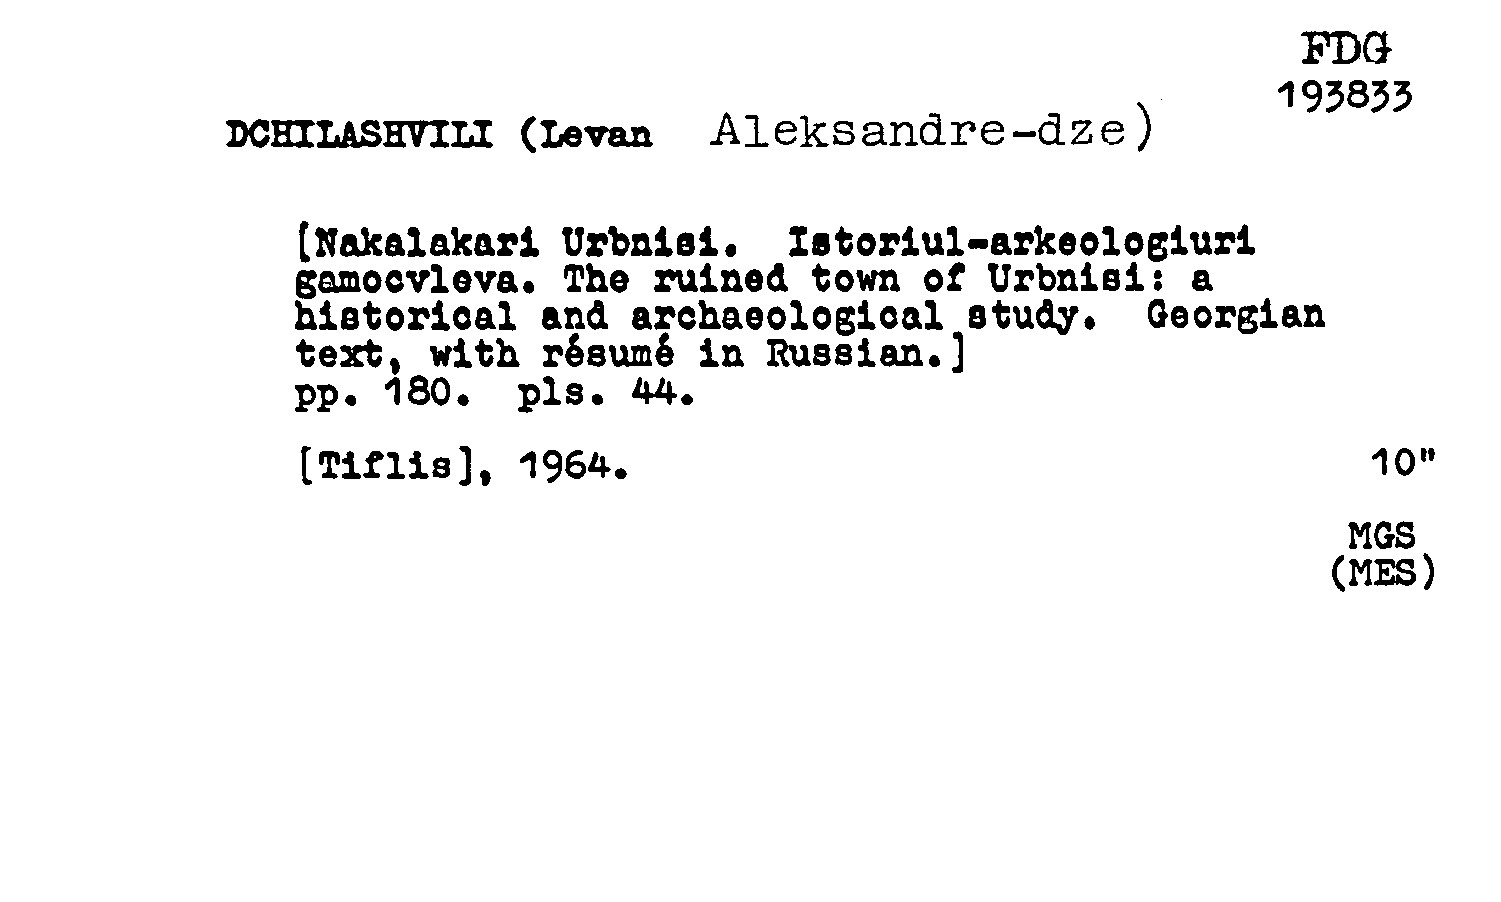 FDG
193833
DCHILASHVILI (Levan Aleksandre-dze)
[Nakalakari Urbnisi. Istoriul-arkeologiuri
gamocvleva. The ruined town of Urbnisi: a
historical and archaeological study. Georgian
text, with résumé in Russian.]
pp. 180. pls. 44.
[Tiflis], 1964. 10"
MGS
(MES)